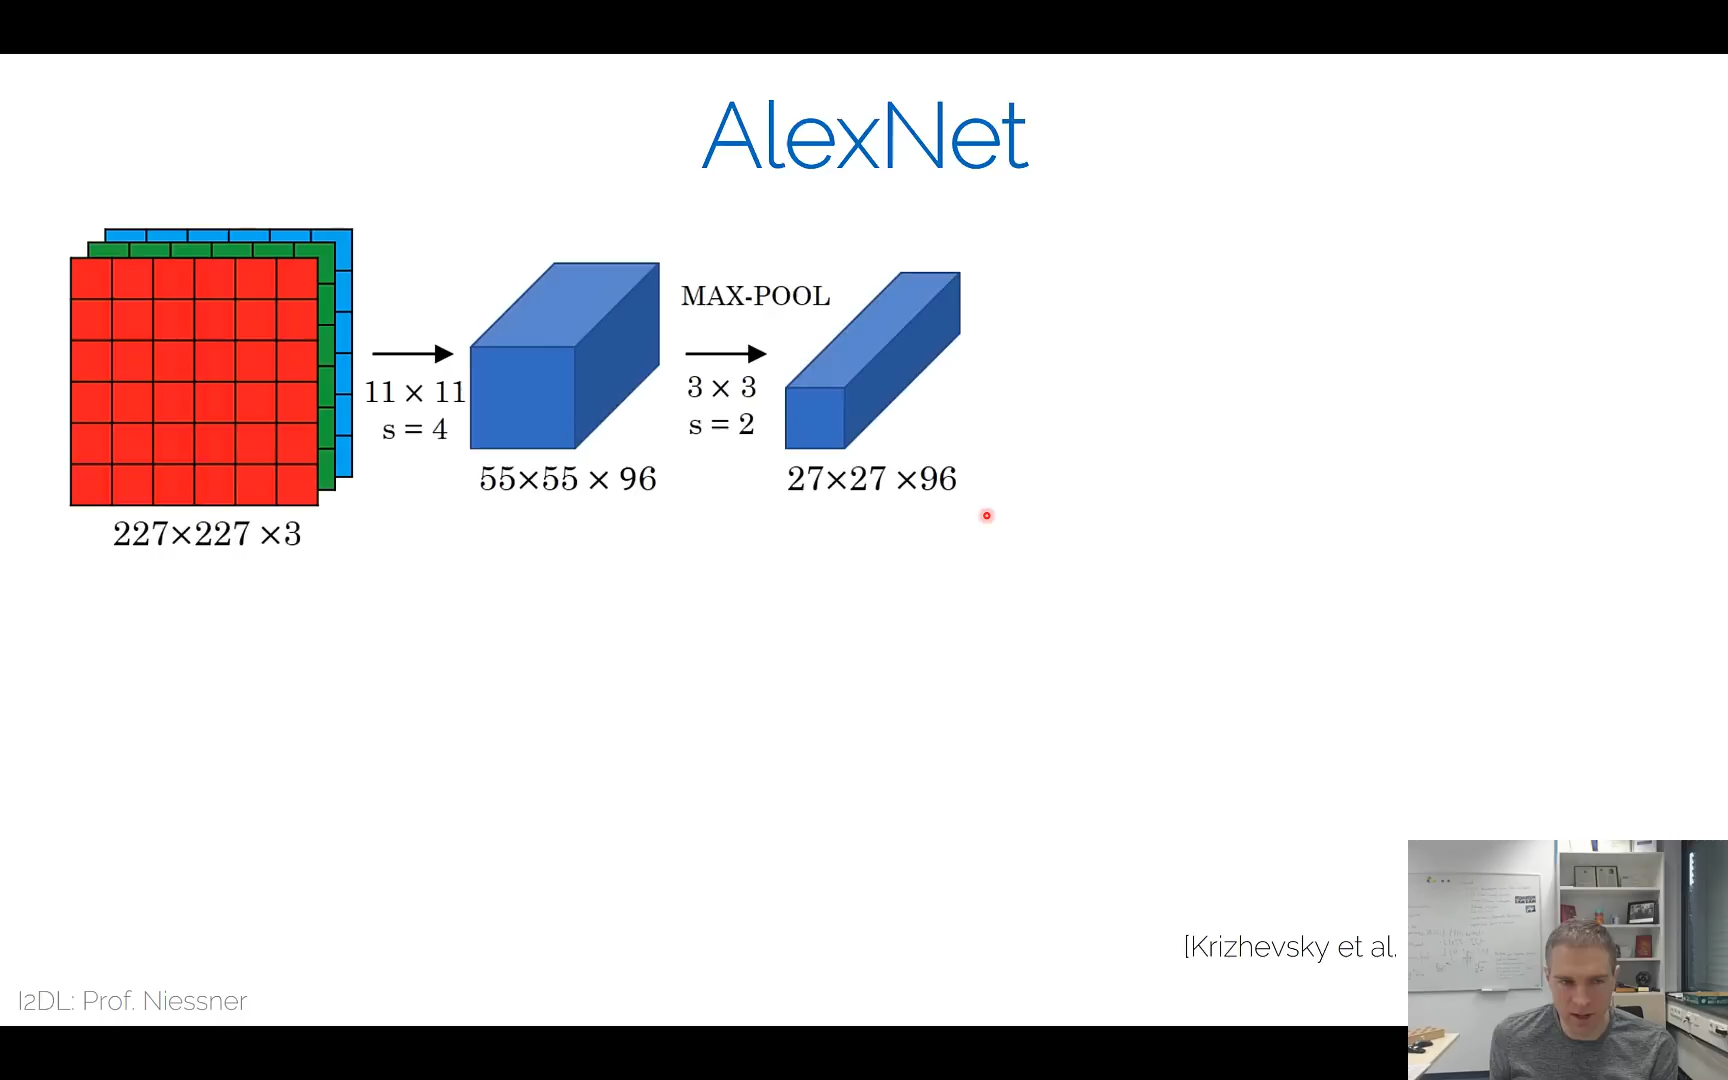 AlexNet
MAX-POOL
11 × 11
s = 4
3 × 3
s = 2
55×55 × 96
27×27 ×96
227×227 ×3
[Krizhevsky et al.
I2DL: Prof. Niessner